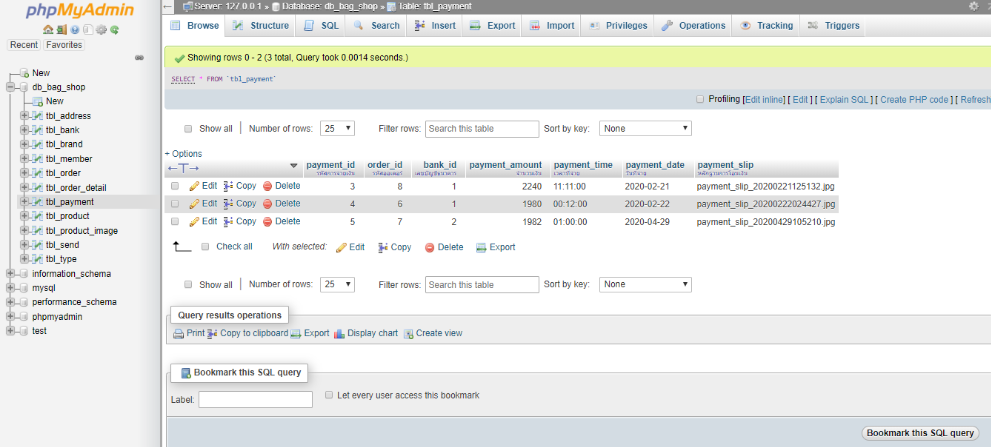 phpMyAdmin
Recent Favorites
New
db_bag_shop
New
tbl_address
tbl_bank
tbl_brand
tbl_member
tbl_order
tbl_order_detail
tbl_payment
tbl_product
tbl_product_image
tbl_send
tbl_type
information_schema
mysql
performance_schema
phpmyadmin
test
Server: 127.0.0.1 » Database: db_bag_shop » Table: tbl_payment
Browse Structure SQL Search Insert Export Import Privileges Operations Tracking Triggers
Showing rows 0 - 2 (3 total, Query took 0.0014 seconds.)
SELECT * FROM `tbl_payment`
Profiling [Edit inline] [ Edit ] [ Explain SQL ] [ Create PHP code ] [ Refresh
Show all Number of rows: 25 Filter rows: Search this table Sort by key: None
+ Options
←T→ payment_id order_id bank_id payment_amount payment_time payment_date payment_slip
Edit Copy Delete 3 8 1 2240 11:11:00 2020-02-21 payment_slip_20200221125132.jpg
Edit Copy Delete 4 6 1 1980 00:12:00 2020-02-22 payment_slip_20200222024427.jpg
Edit Copy Delete 5 7 2 1982 01:00:00 2020-04-29 payment_slip_20200429105210.jpg
Check all With selected: Edit Copy Delete Export
Show all Number of rows: 25 Filter rows: Search this table Sort by key: None
Query results operations
Print Copy to clipboard Export Display chart Create view
Bookmark this SQL query
Label: Let every user access this bookmark
Bookmark this SQL query